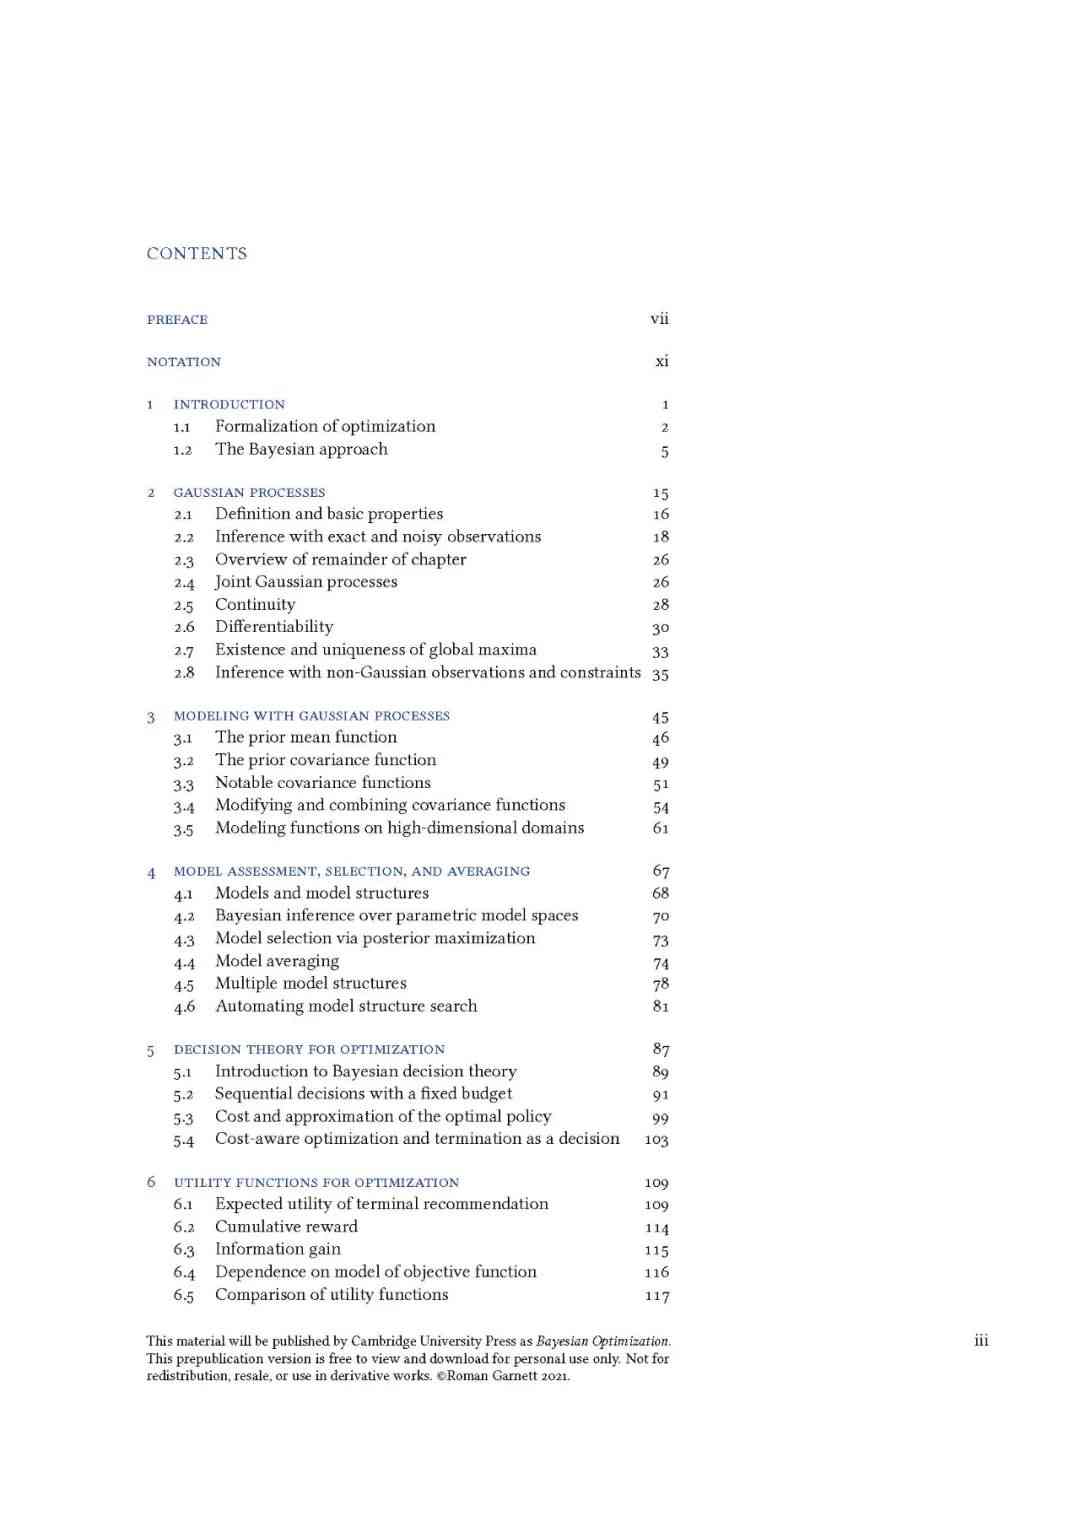 CONTENTS
PREFACE vii
NOTATION xi
1 INTRODUCTION 1
1.1 Formalization of optimization 2
1.2 The Bayesian approach 5
2 GAUSSIAN PROCESSES 15
2.1 Definition and basic properties 16
2.2 Inference with exact and noisy observations 18
2.3 Overview of remainder of chapter 26
2.4 Joint Gaussian processes 26
2.5 Continuity 28
2.6 Differentiability 30
2.7 Existence and uniqueness of global maxima 33
2.8 Inference with non-Gaussian observations and constraints 35
3 MODELING WITH GAUSSIAN PROCESSES 45
3.1 The prior mean function 46
3.2 The prior covariance function 49
3.3 Notable covariance functions 51
3.4 Modifying and combining covariance functions 54
3.5 Modeling functions on high-dimensional domains 61
4 MODEL ASSESSMENT, SELECTION, AND AVERAGING 67
4.1 Models and model structures 68
4.2 Bayesian inference over parametric model spaces 70
4.3 Model selection via posterior maximization 73
4.4 Model averaging 74
4.5 Multiple model structures 78
4.6 Automating model structure search 81
5 DECISION THEORY FOR OPTIMIZATION 87
5.1 Introduction to Bayesian decision theory 89
5.2 Sequential decisions with a fixed budget 91
5.3 Cost and approximation of the optimal policy 99
5.4 Cost-aware optimization and termination as a decision 103
6 UTILITY FUNCTIONS FOR OPTIMIZATION 109
6.1 Expected utility of terminal recommendation 109
6.2 Cumulative reward 114
6.3 Information gain 115
6.4 Dependence on model of objective function 116
6.5 Comparison of utility functions 117
This material will be published by Cambridge University Press as Bayesian Optimization.
This prepublication version is free to view and download for personal use only. Not for
redistribution, resale, or use in derivative works. ©Roman Garnett 2021.
iii